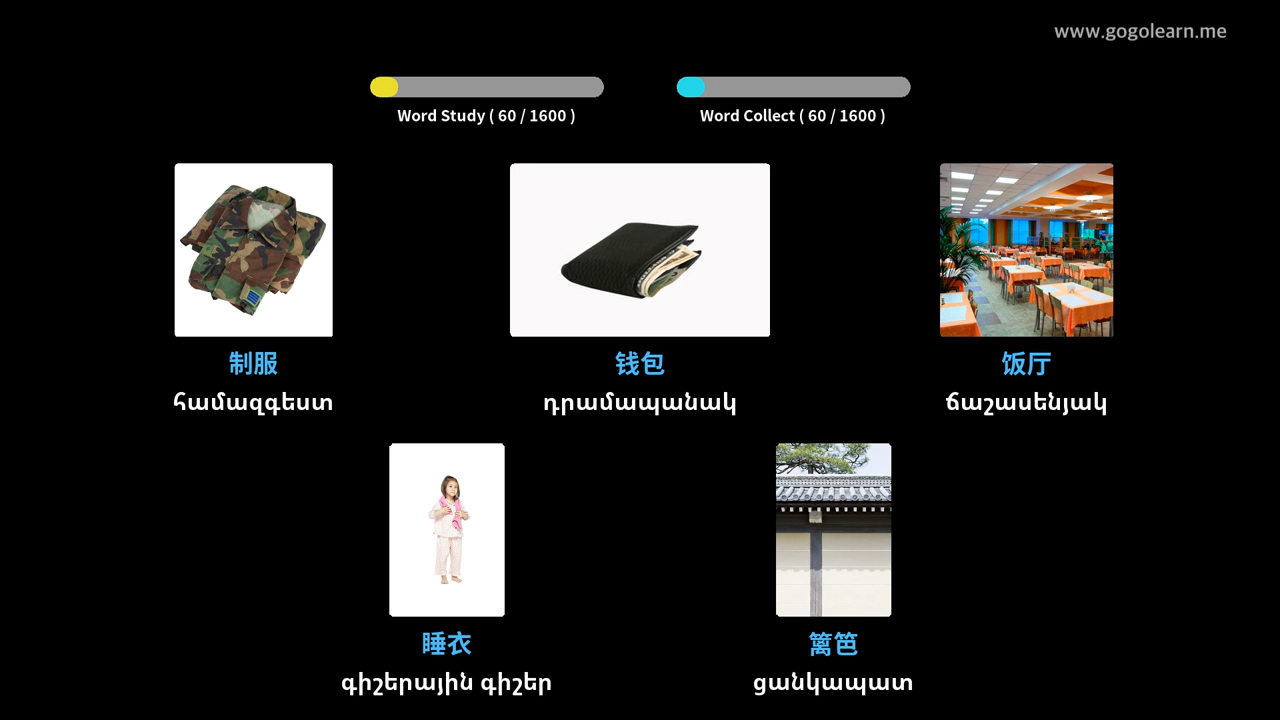 www.gogolearn.me
Word Study ( 60 / 1600 )
Word Collect ( 60 / 1600 )
制服
钱包
饭厅
համազգեստ
դրամապանակ
ճաշասենյակ
睡衣
篱笆
գիշերային գիշեր
ցանկապատ